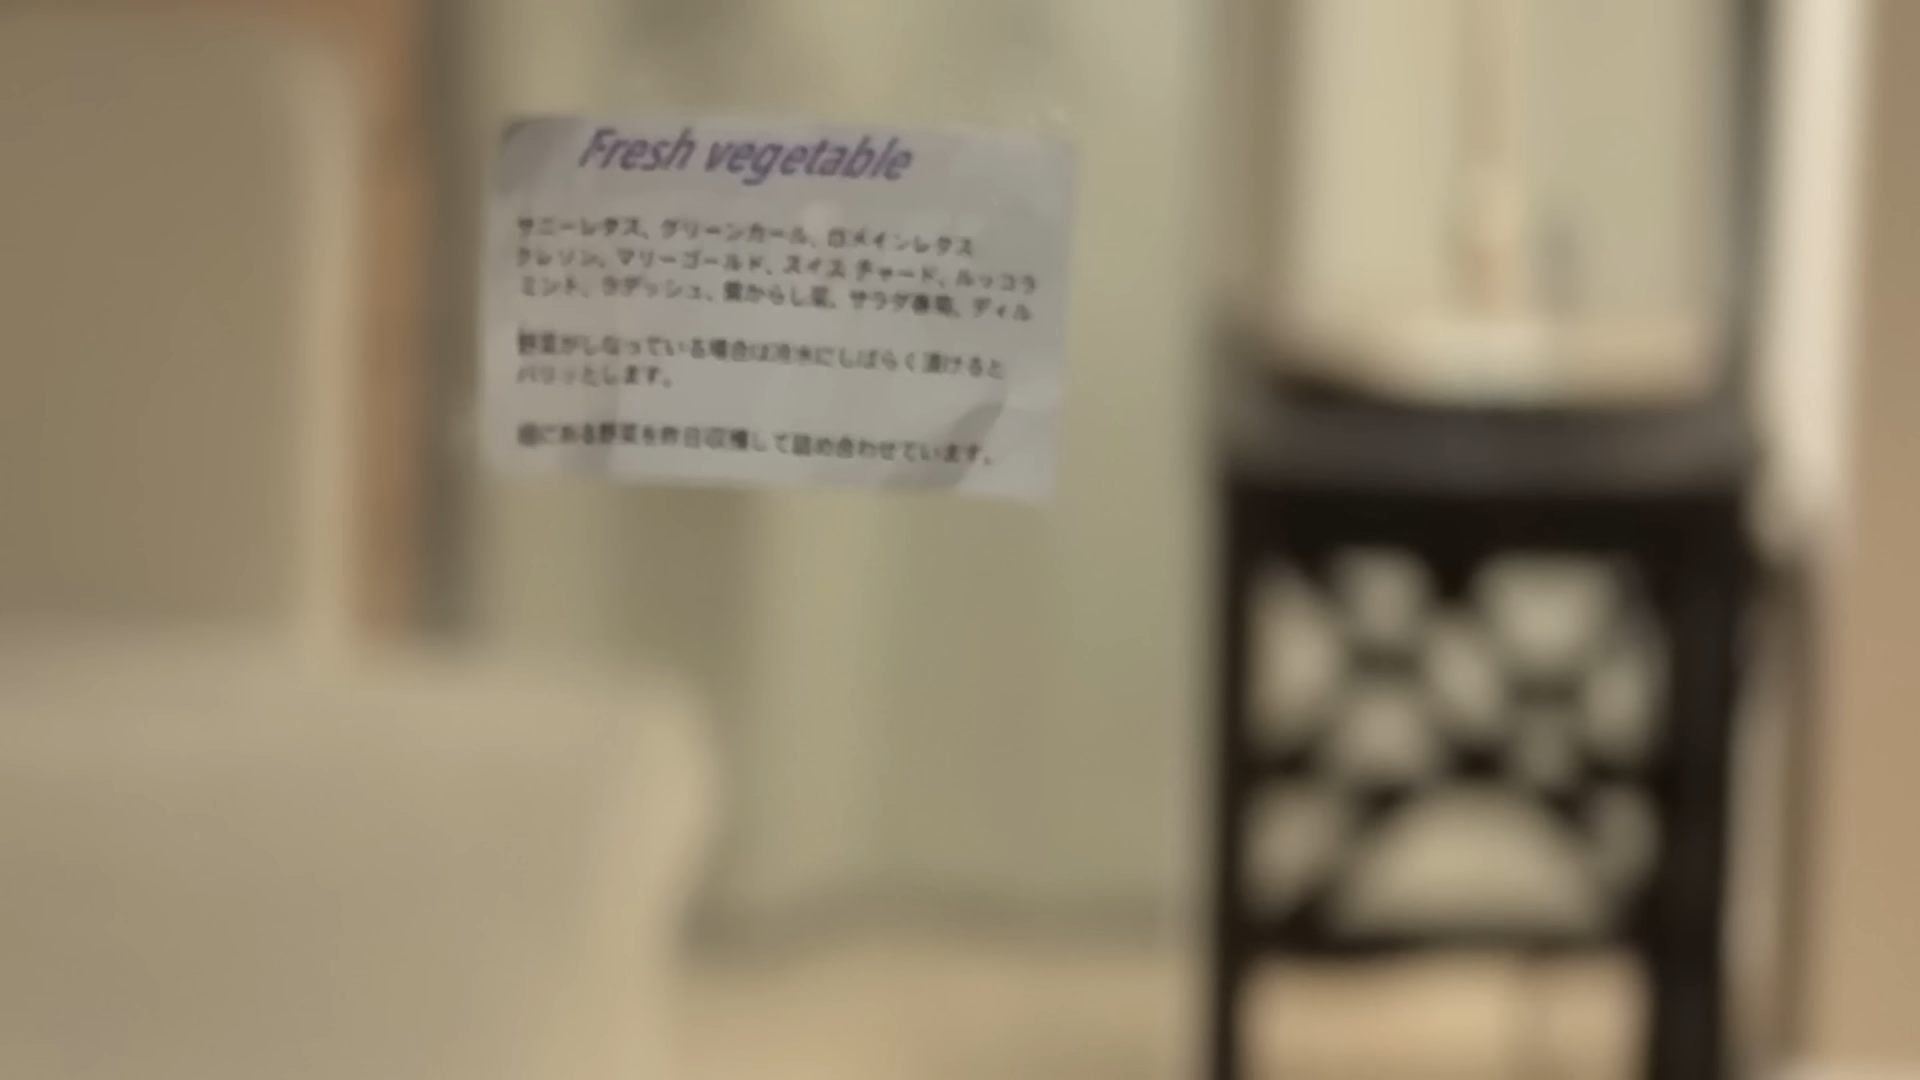 Fresh vegetable
サニーレタス、グリーンカール、ロメインレタス
クレソン、マリーゴールド、スイスチャード、ルッコラ
ミント、ラディッシュ、紫からし菜、サラダ春菊、ディル
野菜がしなっている場合は冷水にしばらく漬けると
パリッとします。
畑にある野菜を昨日収穫して詰め合わせています。